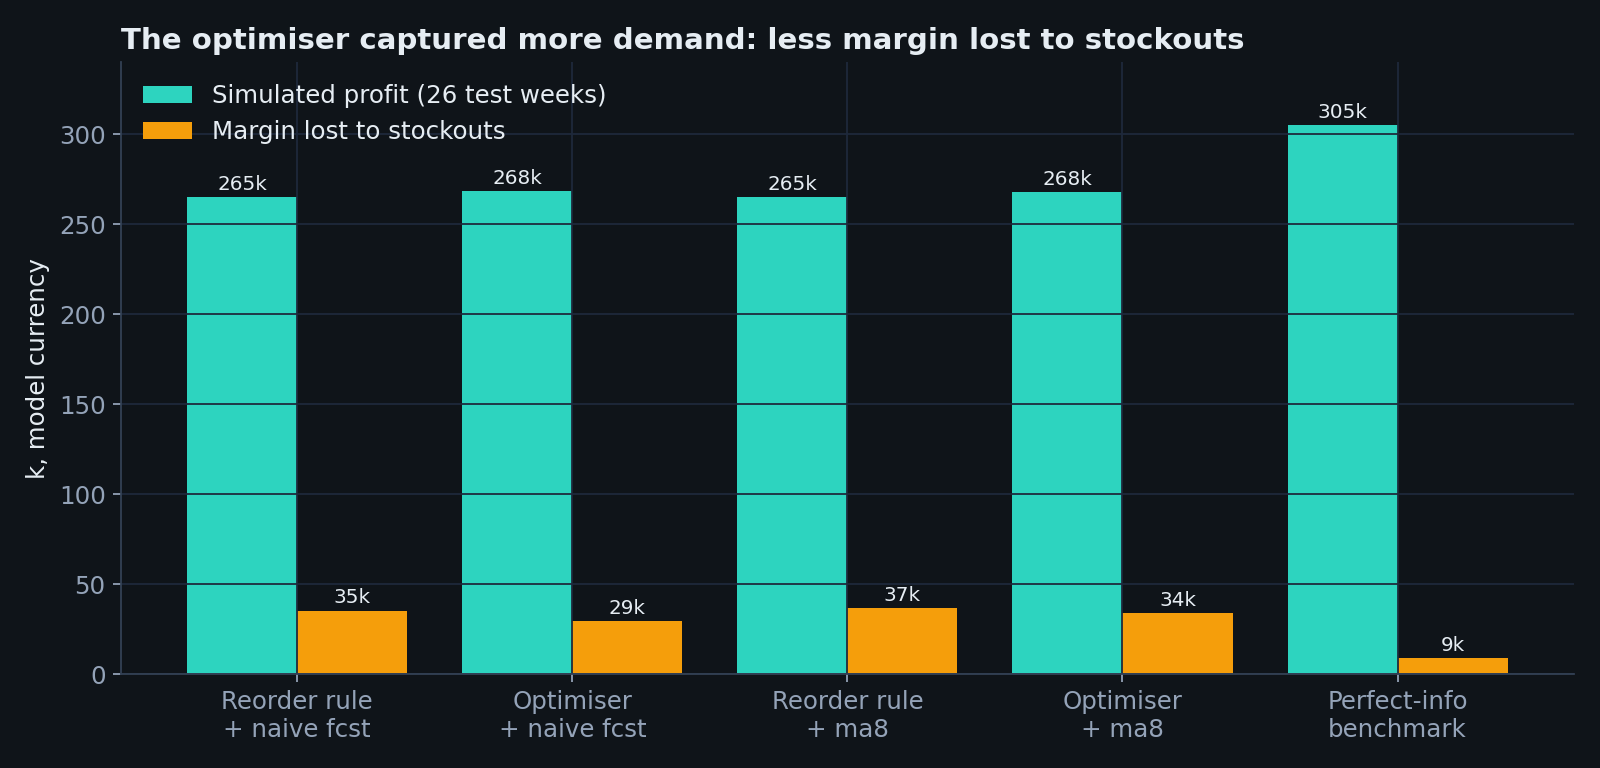 The optimiser captured more demand: less margin lost to stockouts
Simulated profit (26 test weeks)
Margin lost to stockouts
k, model currency
300
250
200
150
100
50
0
265k
35k
268k
29k
265k
37k
268k
34k
305k
9k
Reorder rule
+ naive fcst
Optimiser
+ naive fcst
Reorder rule
+ ma8
Optimiser
+ ma8
Perfect-info
benchmark